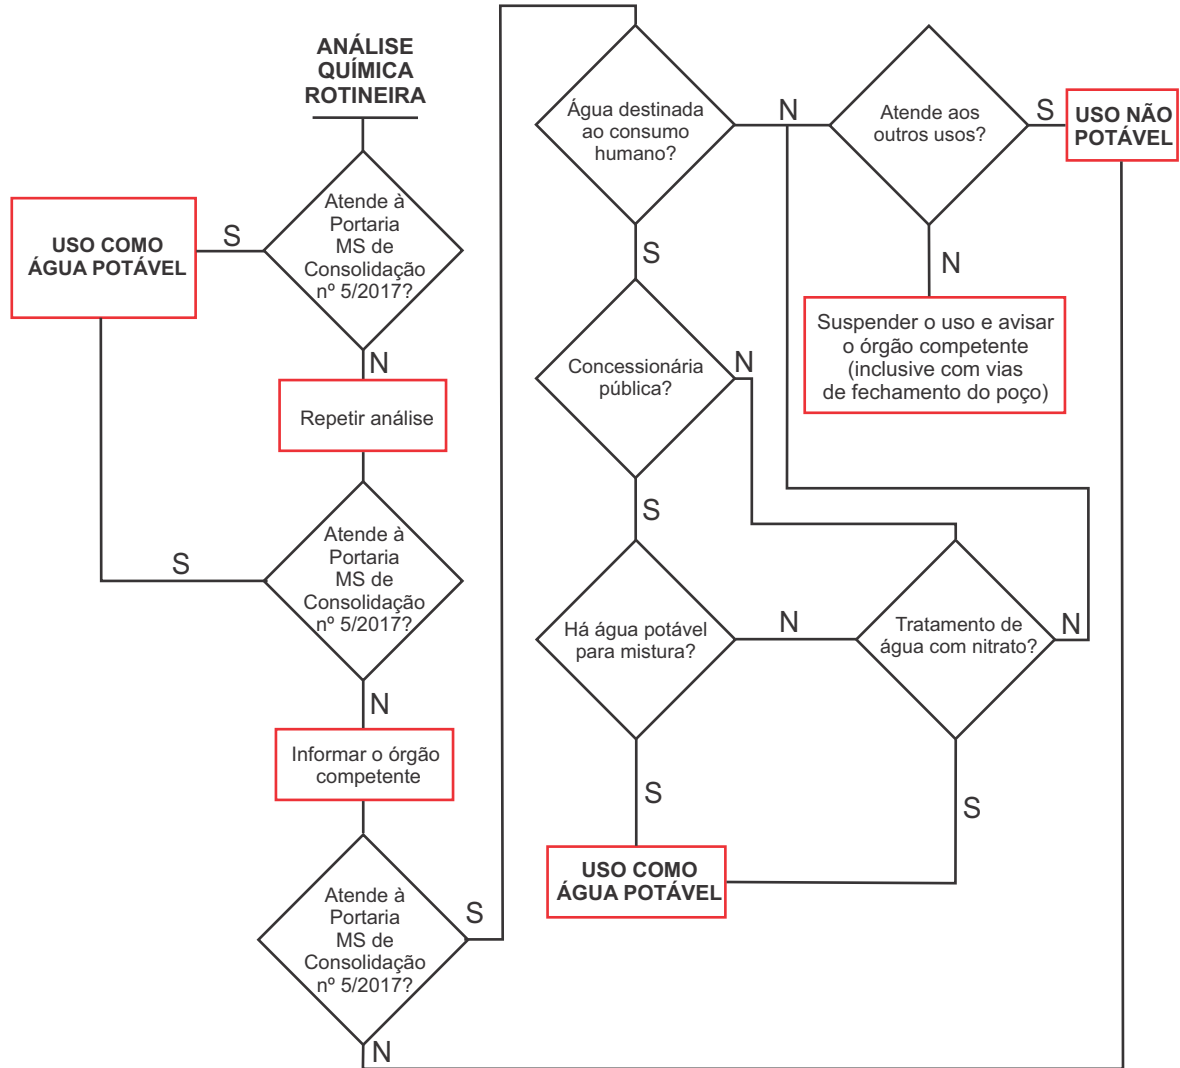 ANÁLISE
QUÍMICA
ROTINEIRA
Atende à
Portaria
MS de
Consolidação
nº 5/2017?
S
USO COMO
ÁGUA POTÁVEL
N
Repetir análise
Atende à
Portaria
MS de
Consolidação
nº 5/2017?
S
N
Informar o órgão
competente
Atende à
Portaria
MS de
Consolidação
nº 5/2017?
S
N
Água destinada
ao consumo
humano?
N
S
Atende aos
outros usos?
S
USO NÃO
POTÁVEL
N
Suspender o uso e avisar
o órgão competente
(inclusive com vias
de fechamento do poço)
Concessionária
pública?
N
S
Há água potável
para mistura?
N
Tratamento de
água com nitrato?
N
S
S
USO COMO
ÁGUA POTÁVEL